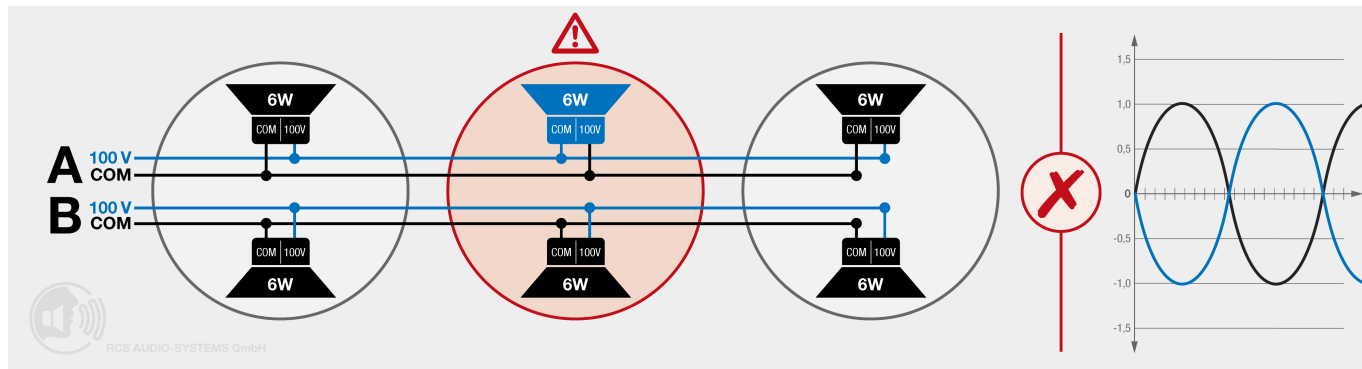 6W 6W 6W
COM 100V COM 100V COM 100V
A 100 V
COM
B 100 V
COM
COM 100V COM 100V COM 100V
6W 6W 6W
RCS AUDIO-SYSTEMS GmbH
1,5
1,0
0,5
0
-0,5
-1,0
-1,5